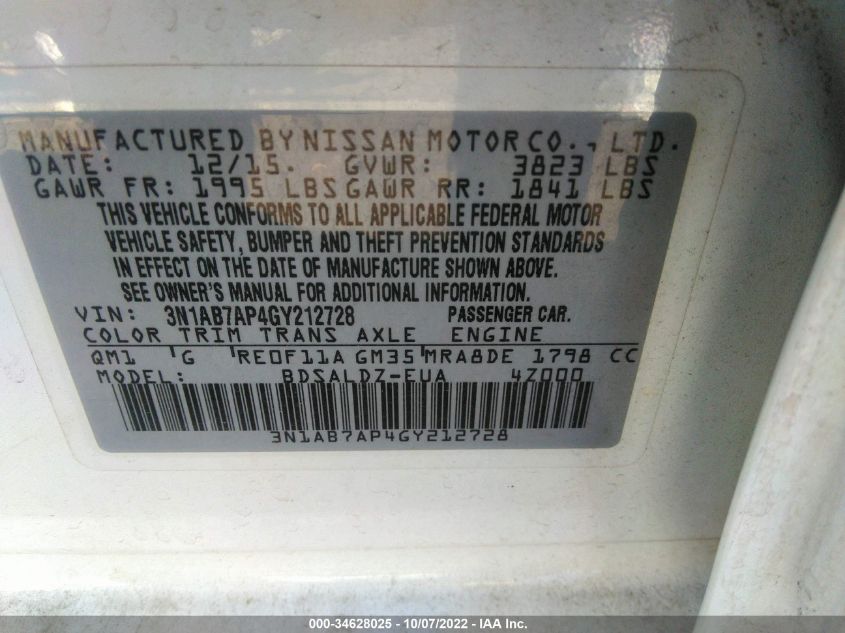 MANUFACTURED BY NISSAN MOTOR CO., LTD.
DATE: 12/15. GVWR: 3823 LBS
GAWR FR: 1995 LBS GAWR RR: 1841 LBS
THIS VEHICLE CONFORMS TO ALL APPLICABLE FEDERAL MOTOR
VEHICLE SAFETY, BUMPER AND THEFT PREVENTION STANDARDS
IN EFFECT ON THE DATE OF MANUFACTURE SHOWN ABOVE.
SEE OWNER'S MANUAL FOR ADDITIONAL INFORMATION.
VIN: 3N1AB7AP4GY212728 PASSENGER CAR.
COLOR TRIM TRANS AXLE ENGINE
QM1 'G 'RE0F11A GM35'MRA8DE 1798 CC
MODEL: BDSALDZ-EUA 4Z000
3N1AB7AP4GY212728
000-34628025 - 10/07/2022 - IAA Inc.